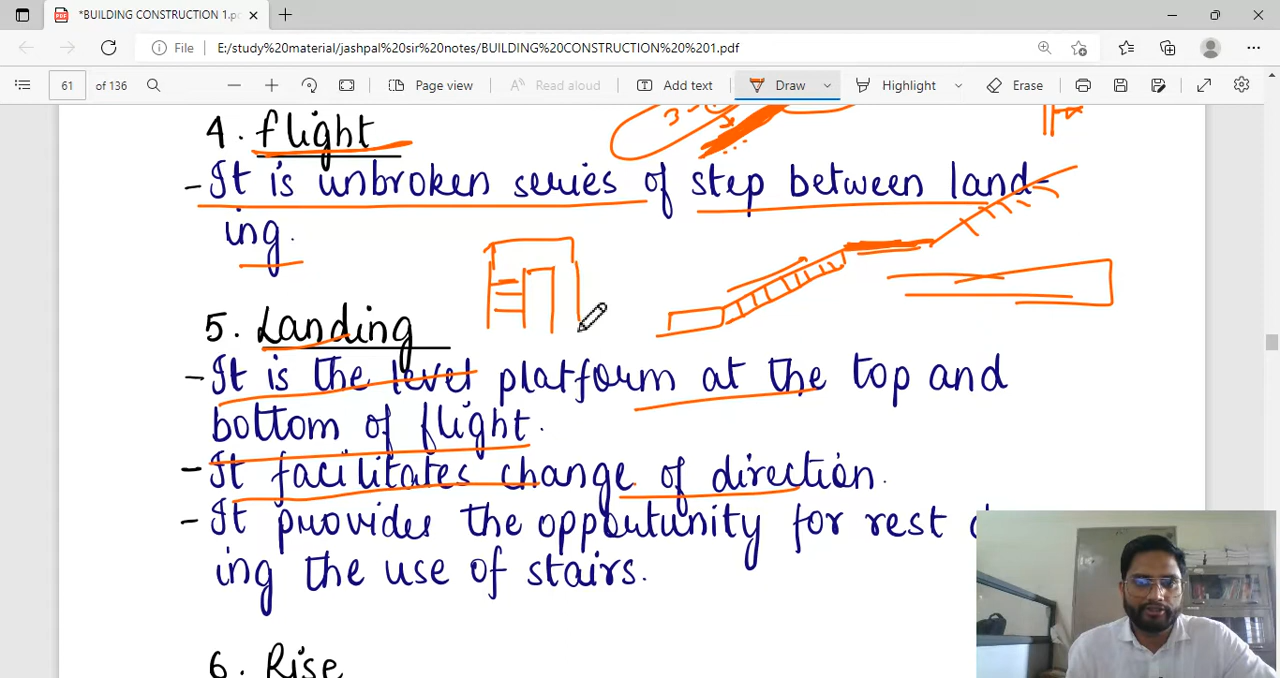 *BUILDING CONSTRUCTION 1.p
File E:/study%20material/jashpal%20sir%20notes/BUILDING%20CONSTRUCTION%20%201.pdf
61 of 136 Page view Read aloud Add text Draw Highlight Erase
4. flight
- It is unbroken series of step between land-
ing.
5. Landing
- It is the level platform at the top and
bottom of flight.
- It facilitates change of direction.
- It provides the opportunity for rest
ing the use of stairs.
6. Rise